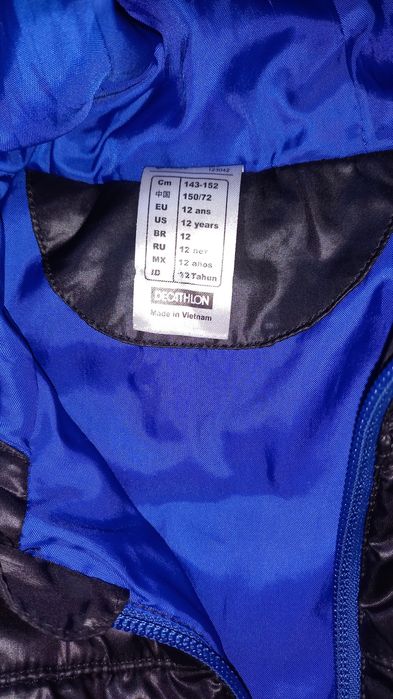 123042
Cm 143-152
中国 150/72
EU 12 ans
US 12 years
BR 12
RU 12 лет
MX 12 años
ID 12 Tahun
DECATHLON
Made in Vietnam